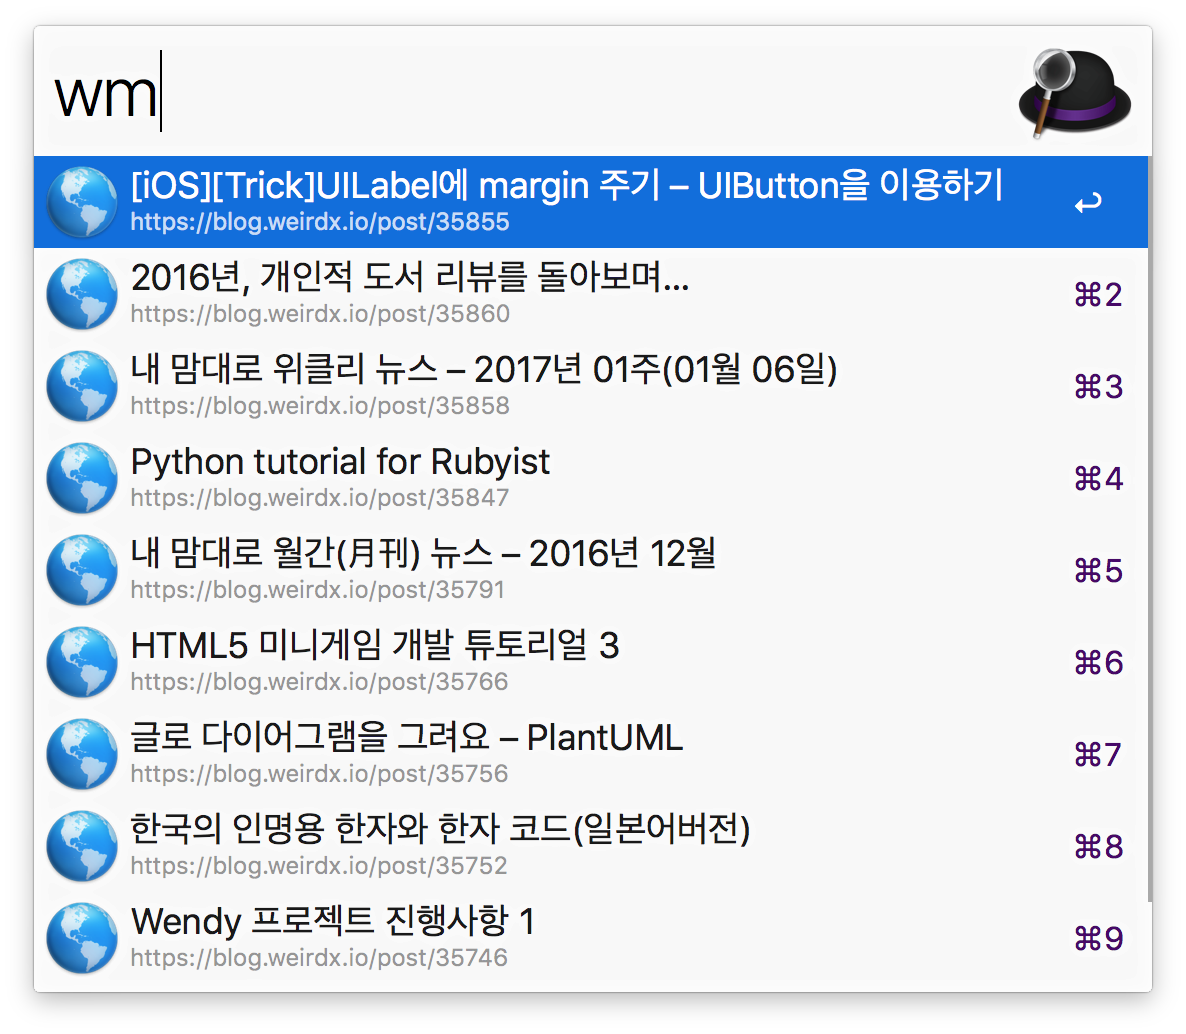 wm
[iOS][Trick]UILabel에 margin 주기 – UIButton을 이용하기
https://blog.weirdx.io/post/35855
↩
2016년, 개인적 도서 리뷰를 돌아보며...
https://blog.weirdx.io/post/35860
⌘2
내 맘대로 위클리 뉴스 – 2017년 01주(01월 06일)
https://blog.weirdx.io/post/35858
⌘3
Python tutorial for Rubyist
https://blog.weirdx.io/post/35847
⌘4
내 맘대로 월간(月刊) 뉴스 – 2016년 12월
https://blog.weirdx.io/post/35791
⌘5
HTML5 미니게임 개발 튜토리얼 3
https://blog.weirdx.io/post/35766
⌘6
글로 다이어그램을 그려요 – PlantUML
https://blog.weirdx.io/post/35756
⌘7
한국의 인명용 한자와 한자 코드(일본어버전)
https://blog.weirdx.io/post/35752
⌘8
Wendy 프로젝트 진행사항 1
https://blog.weirdx.io/post/35746
⌘9